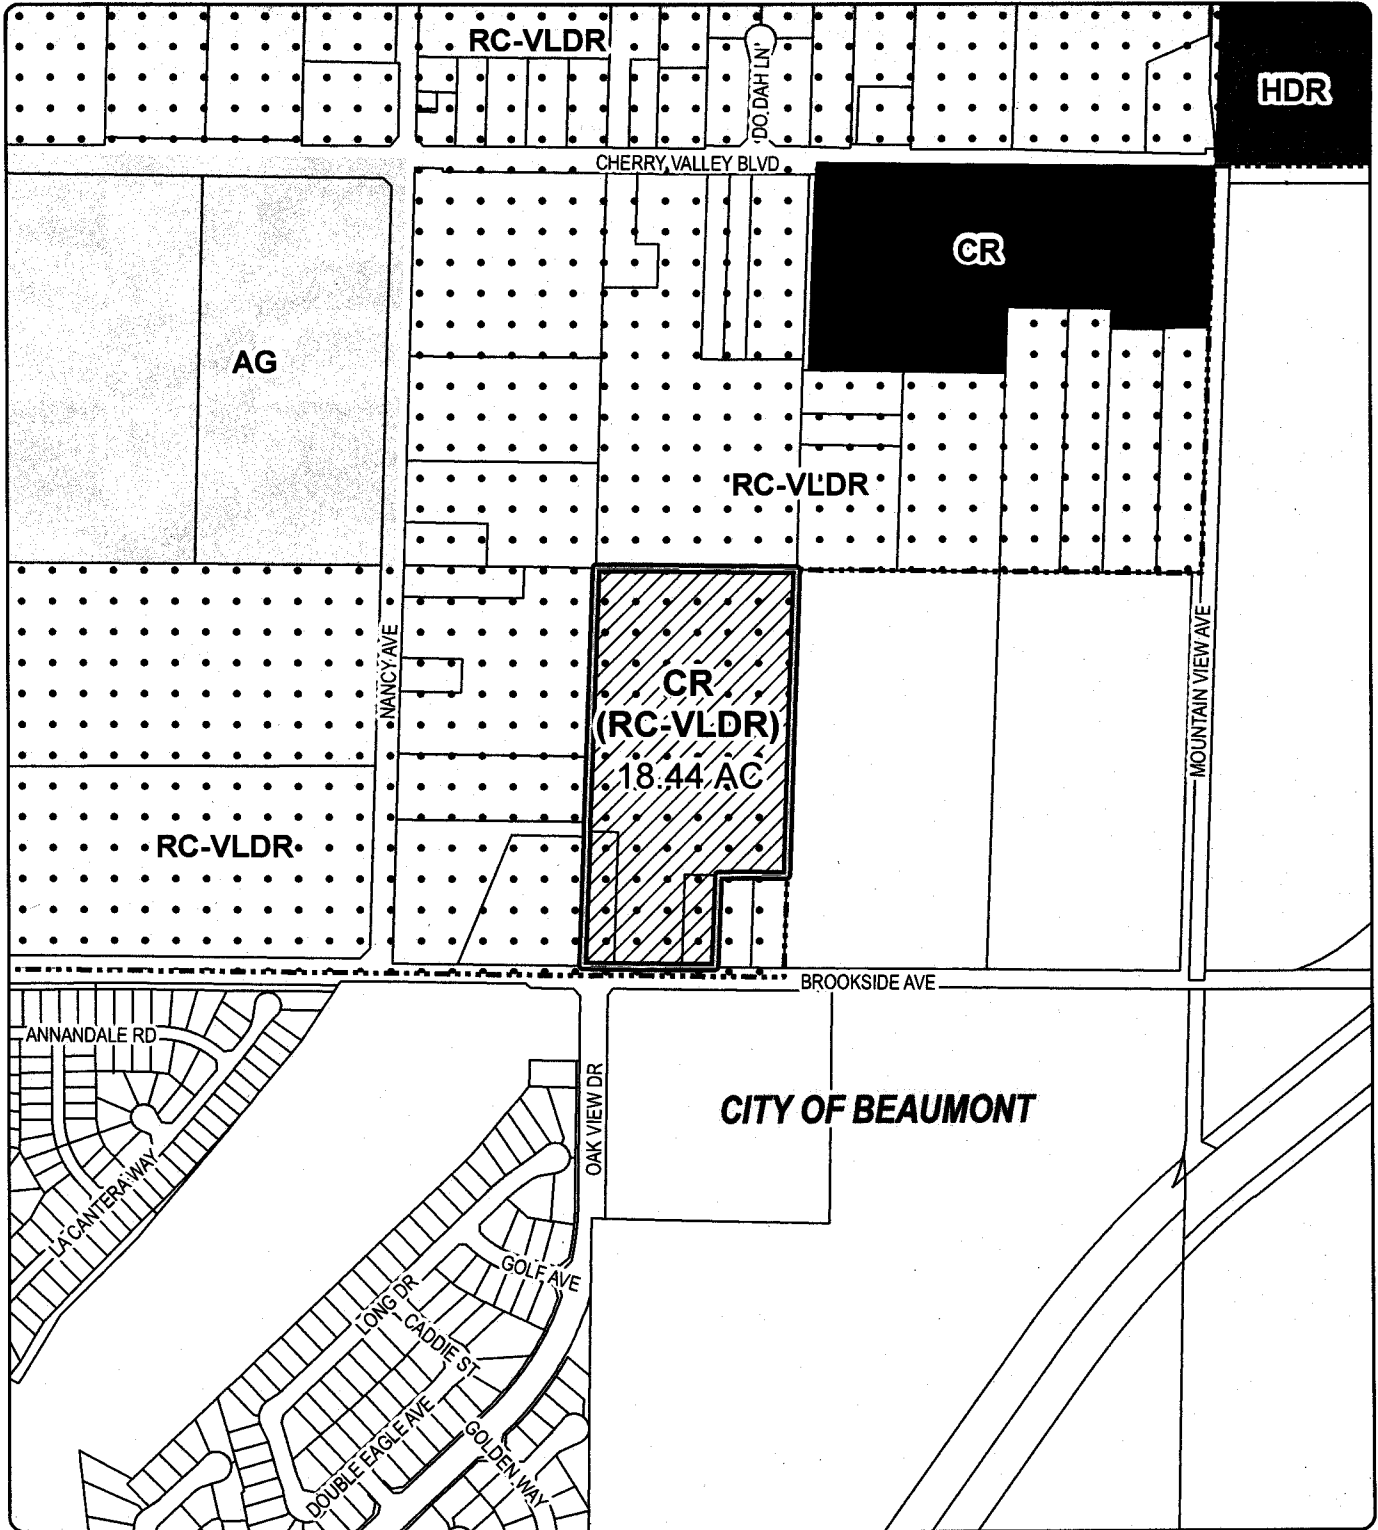 RC-VLDR
HDR
DO DAH LN
CHERRY VALLEY BLVD
CR
AG
RC-VLDR
NANCY AVE
MOUNTAIN VIEW AVE
CR
(RC-VLDR)
18.44 AC
RC-VLDR
BROOKSIDE AVE
ANNANDALE RD
OAK VIEW DR
CITY OF BEAUMONT
LA CANTERA WAY
GOLF AVE
LONG DR
CADDIE ST
DOUBLE EAGLE AVE
GOLDEN WAY